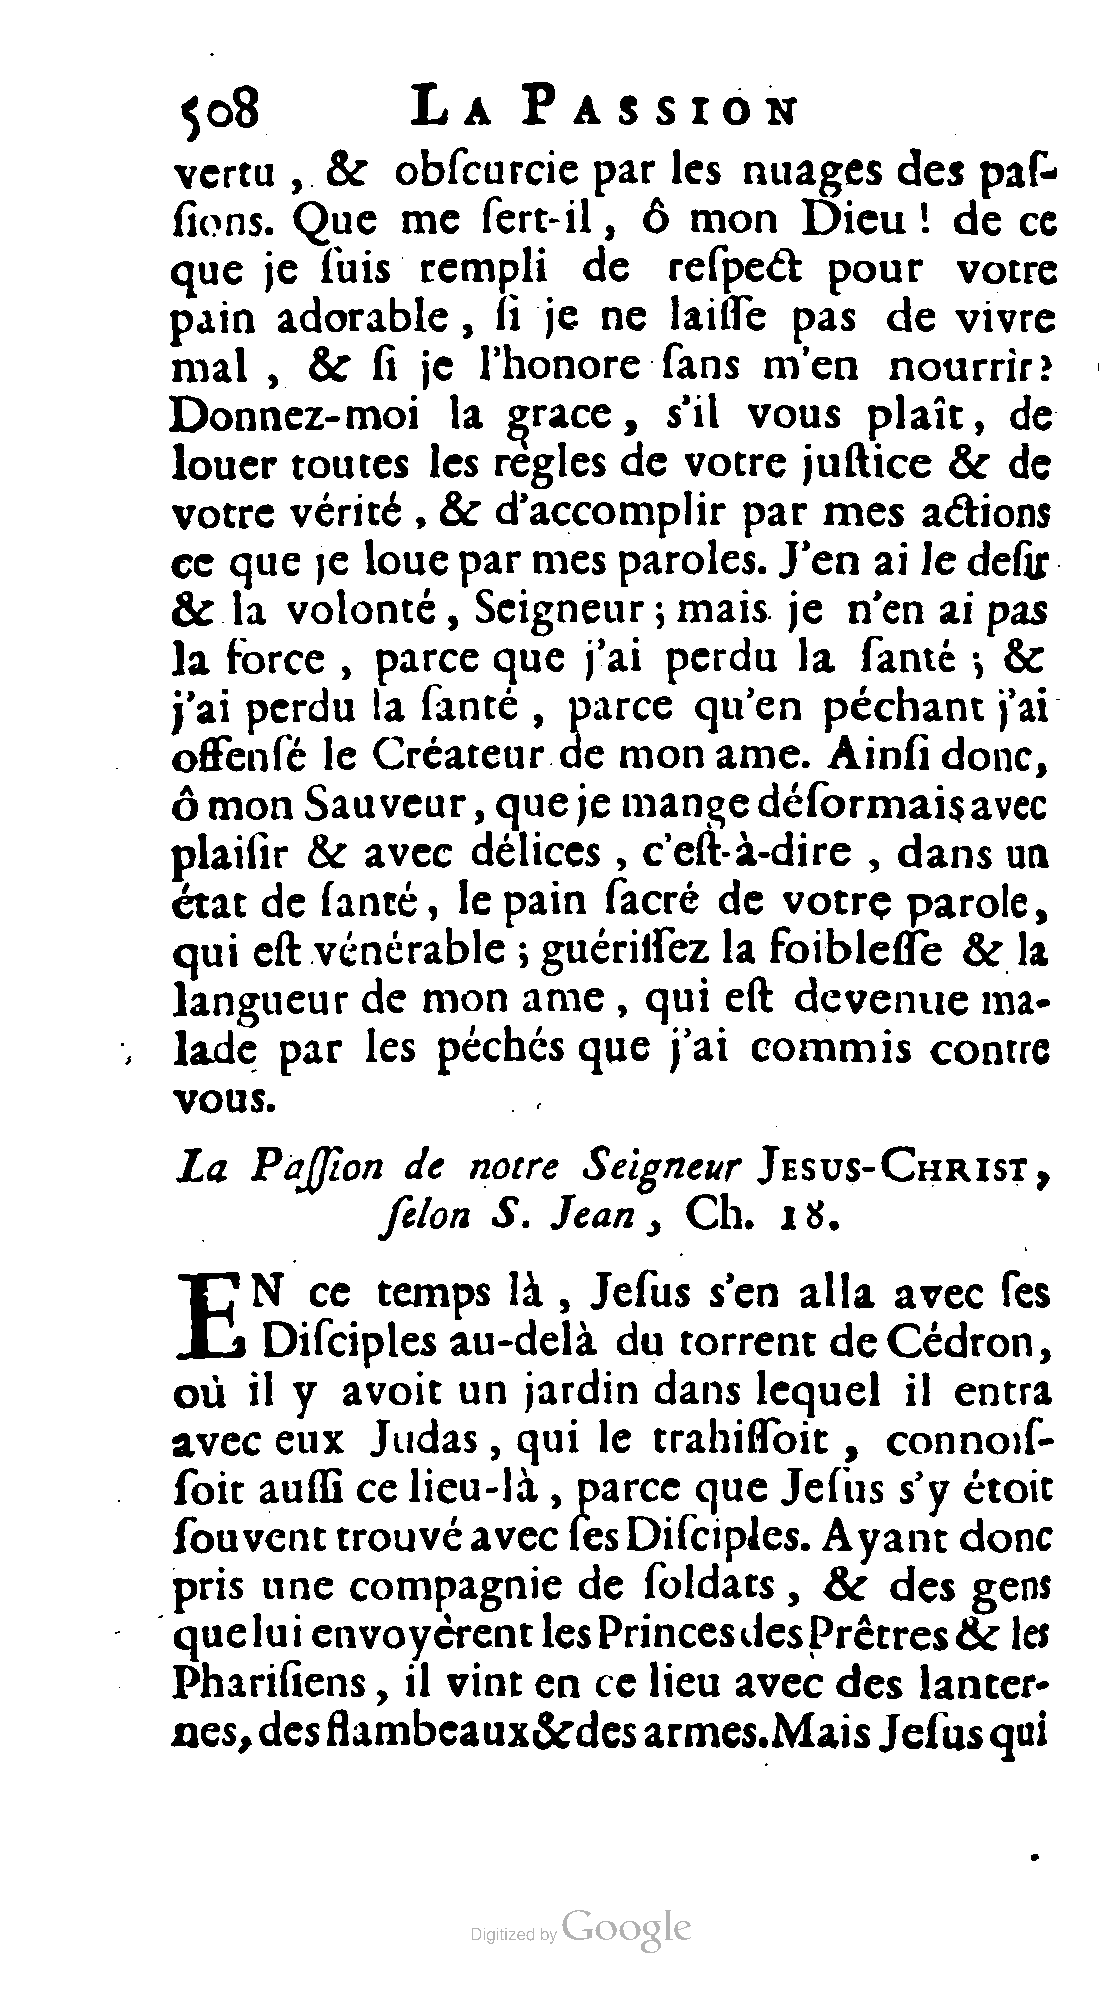 508 LA PASSION
vertu, & obſcurcie par les nuages des paſ-
ſions. Que me ſert-il, ô mon Dieu ! de ce
que je ſuis rempli de reſpect pour votre
pain adorable, ſi je ne laiſſe pas de vivre
mal, & ſi je l'honore ſans m'en nourrir?
Donnez-moi la grace, s'il vous plaît, de
louer toutes les règles de votre juſtice & de
votre vérité, & d'accomplir par mes actions
ce que je loue par mes paroles. J'en ai le deſir
& la volonté, Seigneur; mais je n'en ai pas
la force, parce que j'ai perdu la ſanté; &
j'ai perdu la ſanté, parce qu'en péchant j'ai
offenſé le Créateur de mon ame. Ainſi donc,
ô mon Sauveur, que je mange déſormais avec
plaiſir & avec délices, c'eſt-à-dire, dans un
état de ſanté, le pain ſacré de votre parole,
qui eſt vénérable; guériſſez la foibleſſe & la
langueur de mon ame, qui eſt devenue ma-
lade par les péchés que j'ai commis contre
vous.
La Paſſion de notre Seigneur JESUS-CHRIST,
ſelon S. Jean, Ch. 18.
EN ce temps là, Jeſus s'en alla avec ſes
Diſciples au-delà du torrent de Cédron,
où il y avoit un jardin dans lequel il entra
avec eux Judas, qui le trahiſſoit, connoiſ-
ſoit auſſi ce lieu-là, parce que Jeſus s'y étoit
ſouvent trouvé avec ſes Diſciples. Ayant donc
pris une compagnie de ſoldats, & des gens
que lui envoyèrent les Princes des Prêtres & les
Phariſiens, il vint en ce lieu avec des lanter-
nes, des flambeaux & des armes. Mais Jeſus qui
Digitized by Google